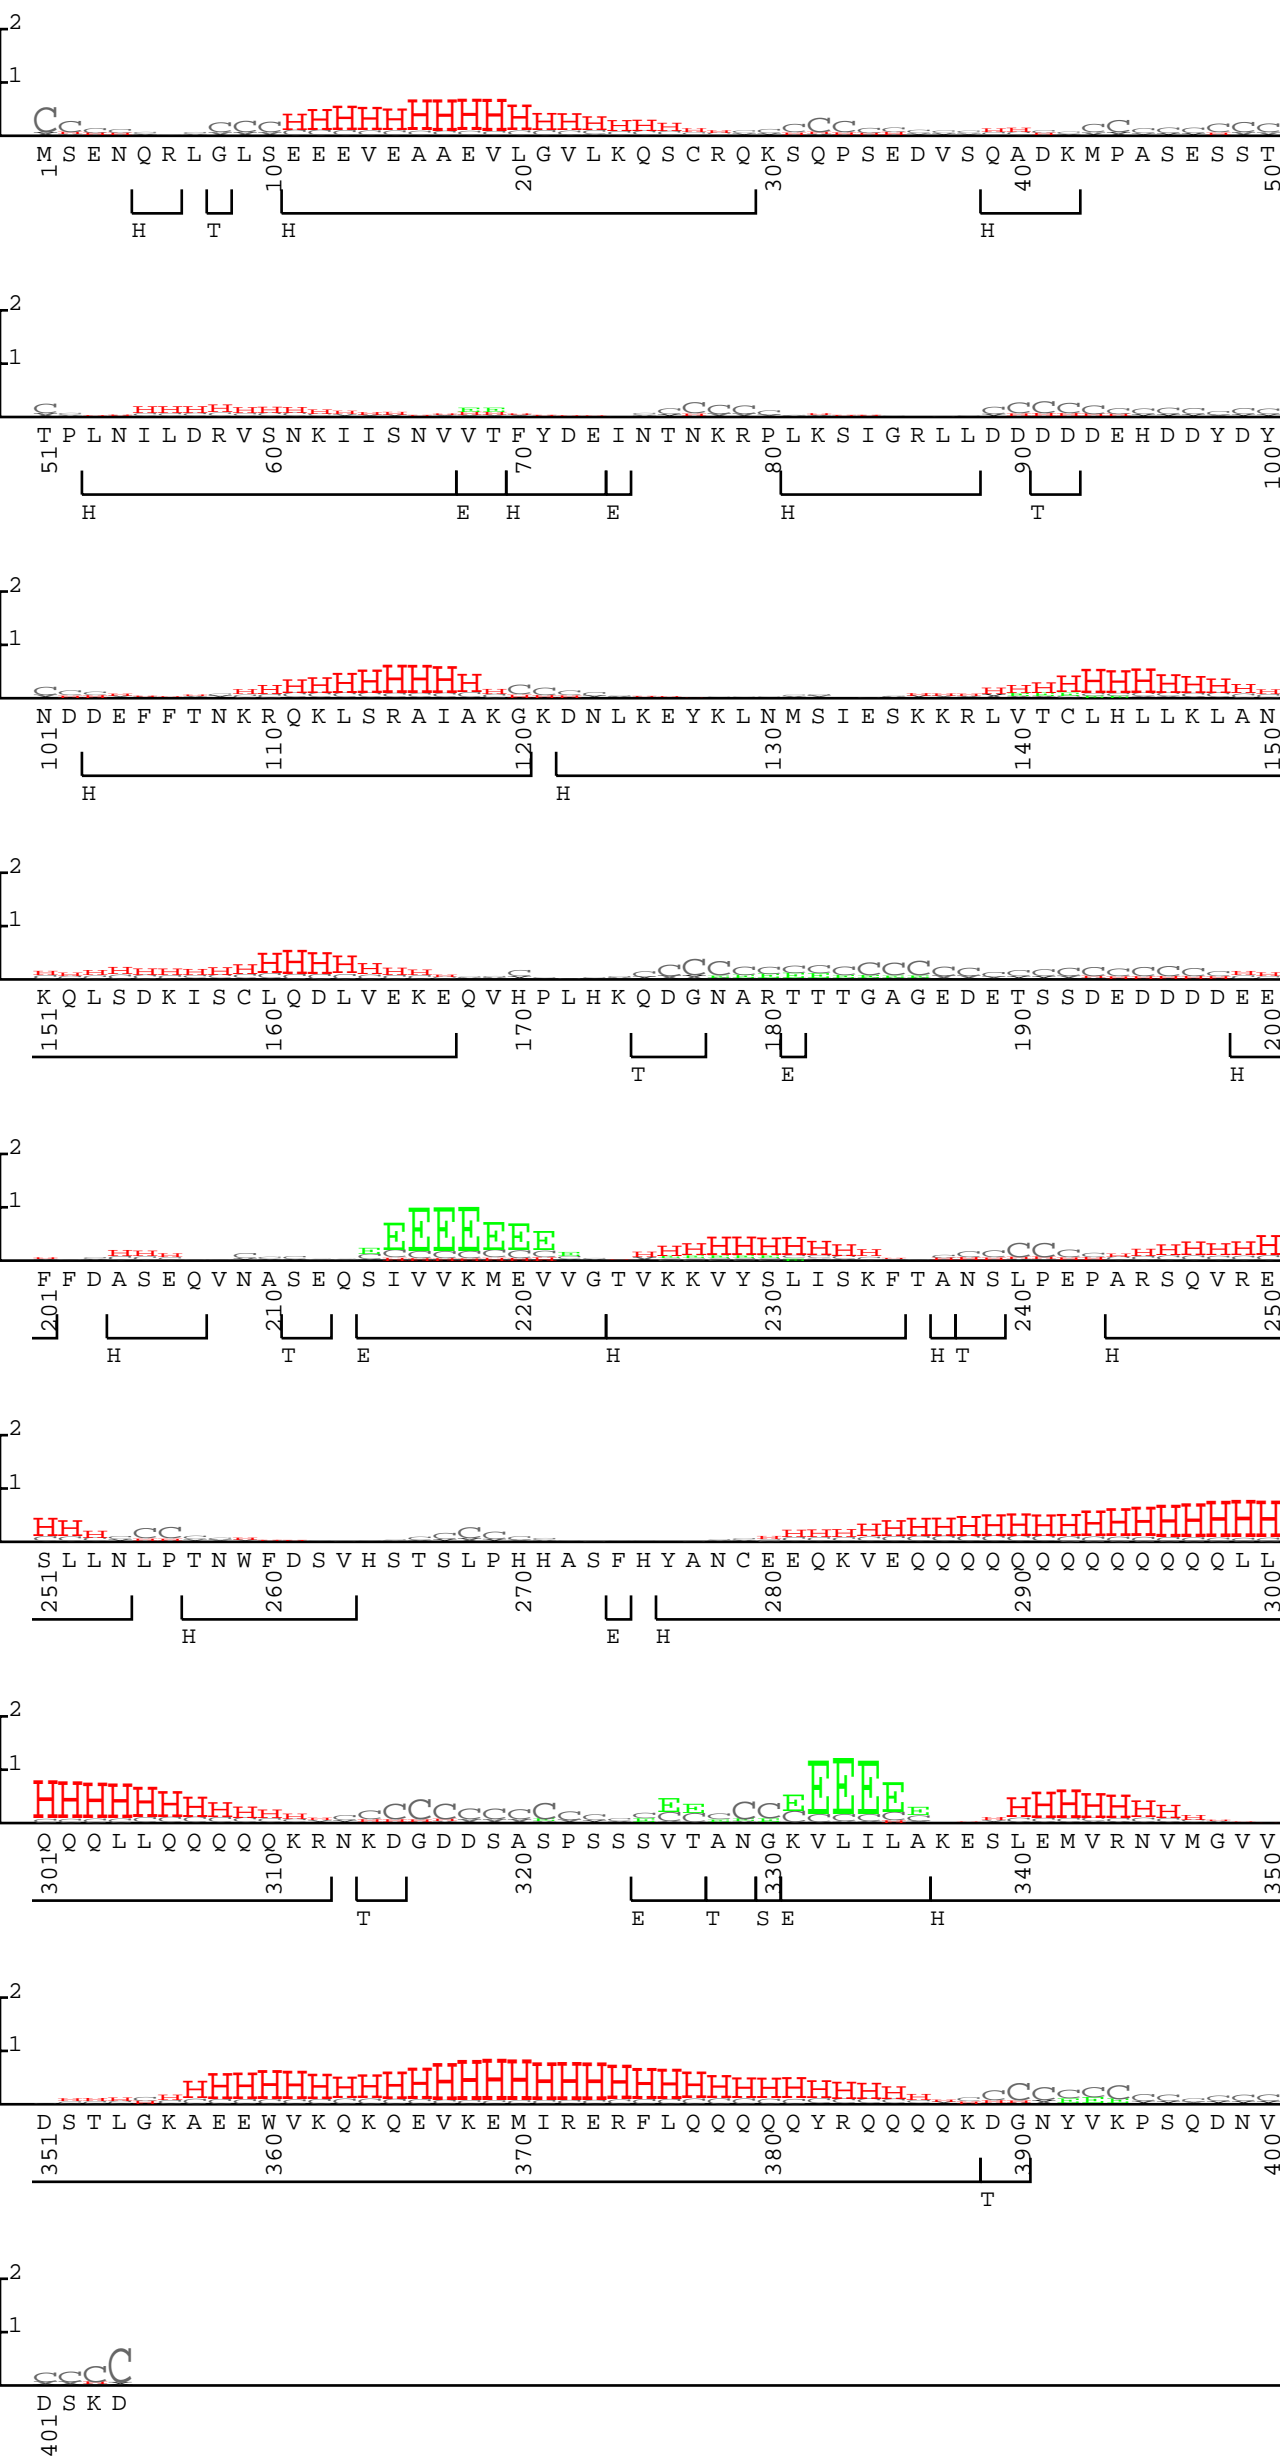 2
1
M S E N Q R L G L S E E E V E A A E V L G V L K Q S C R Q K S Q P S E D V S Q A D K M P A S E S S T
1 10 20 30 40 50
H T H H
2
1
T P L N I L D R V S N K I I S N V V T F Y D E I N T N K R P L K S I G R L L D D D D D E H D D Y D Y
51 60 70 80 90 100
H E H E H T
2
1
N D D E F F T N K R Q K L S R A I A K G K D N L K E Y K L N M S I E S K K R L V T C L H L L K L A N
101 110 120 130 140 150
H H
2
1
K Q L S D K I S C L Q D L V E K E Q V H P L H K Q D G N A R T T T G A G E D E T S S D E D D D D E E
151 160 170 180 190 200
T E H
2
1
F F D A S E Q V N A S E Q S I V V K M E V V G T V K K V Y S L I S K F T A N S L P E P A R S Q V R E
201 210 220 230 240 250
H T E H H T H
2
1
S L L N L P T N W F D S V H S T S L P H H A S F H Y A N C E E Q K V E Q Q Q Q Q Q Q Q Q Q Q Q Q L L
251 260 270 280 290 300
H E H
2
1
Q Q Q L L Q Q Q Q Q K R N K D G D D S A S P S S S V T A N G K V L I L A K E S L E M V R N V M G V V
301 310 320 330 340 350
T E T S E H
2
1
D S T L G K A E E W V K Q K Q E V K E M I R E R F L Q Q Q Q Q Y R Q Q Q Q K D G N Y V K P S Q D N V
351 360 370 380 390 400
T
2
1
C C C C
D S K D
401